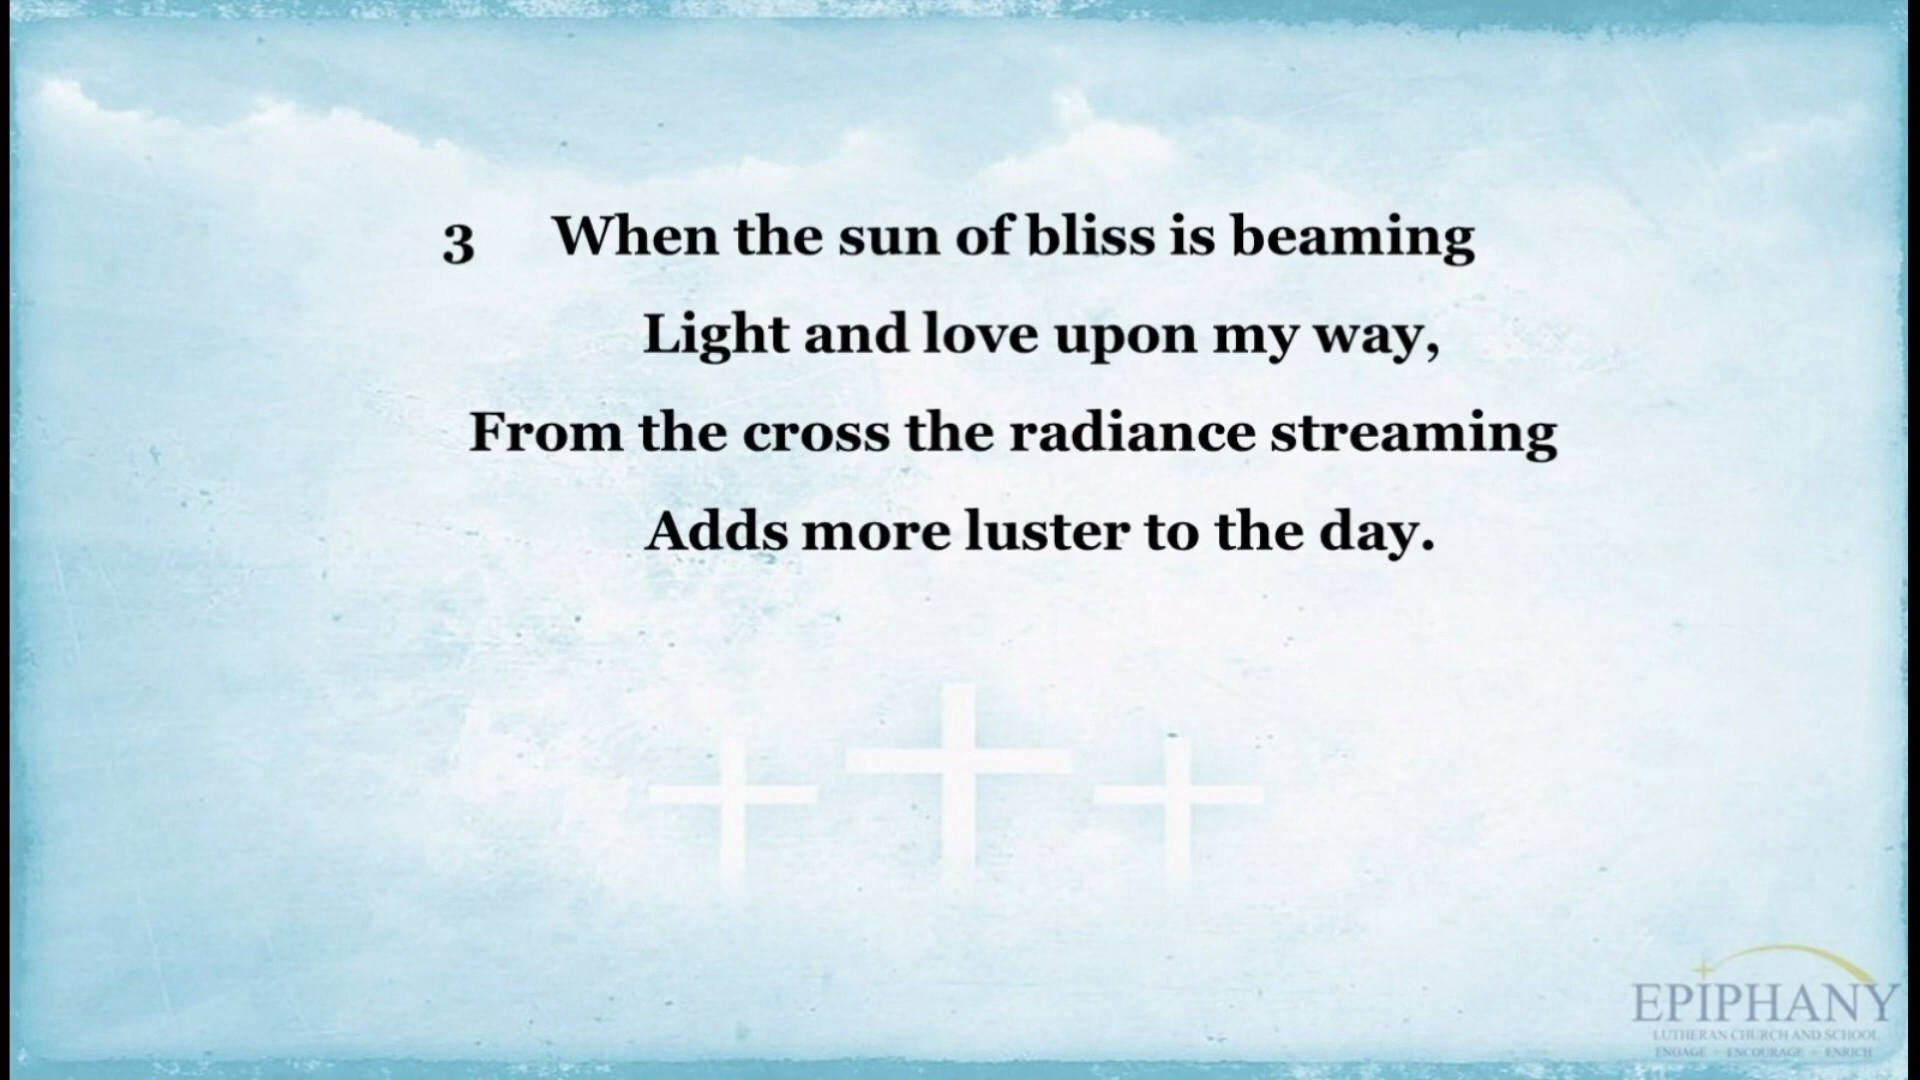 3 When the sun of bliss is beaming
Light and love upon my way,
From the cross the radiance streaming
Adds more luster to the day.
EPIPHANY
LUTHERAN CHURCH AND SCHOOL
ENGAGE • ENCOURAGE • ENRICH